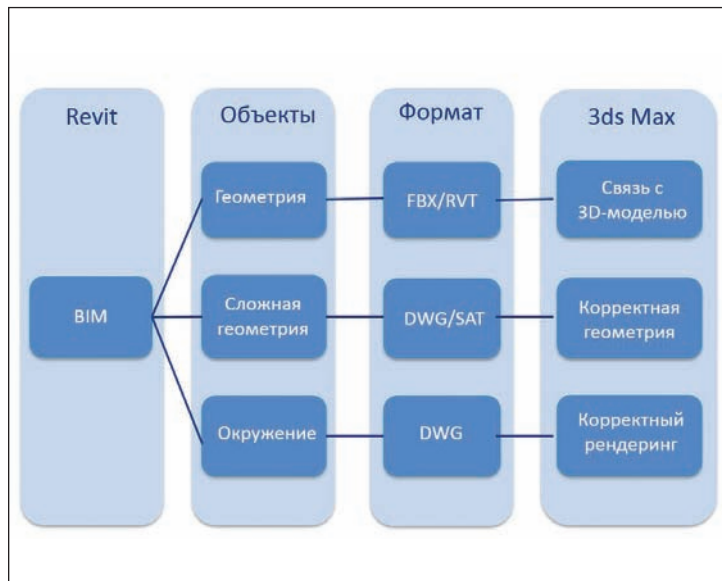 Revit
Объекты
Формат
3ds Max
Геометрия
FBX/RVT
Связь с
3D-моделью
BIM
Сложная
геометрия
DWG/SAT
Корректная
геометрия
Окружение
DWG
Корректный
рендеринг